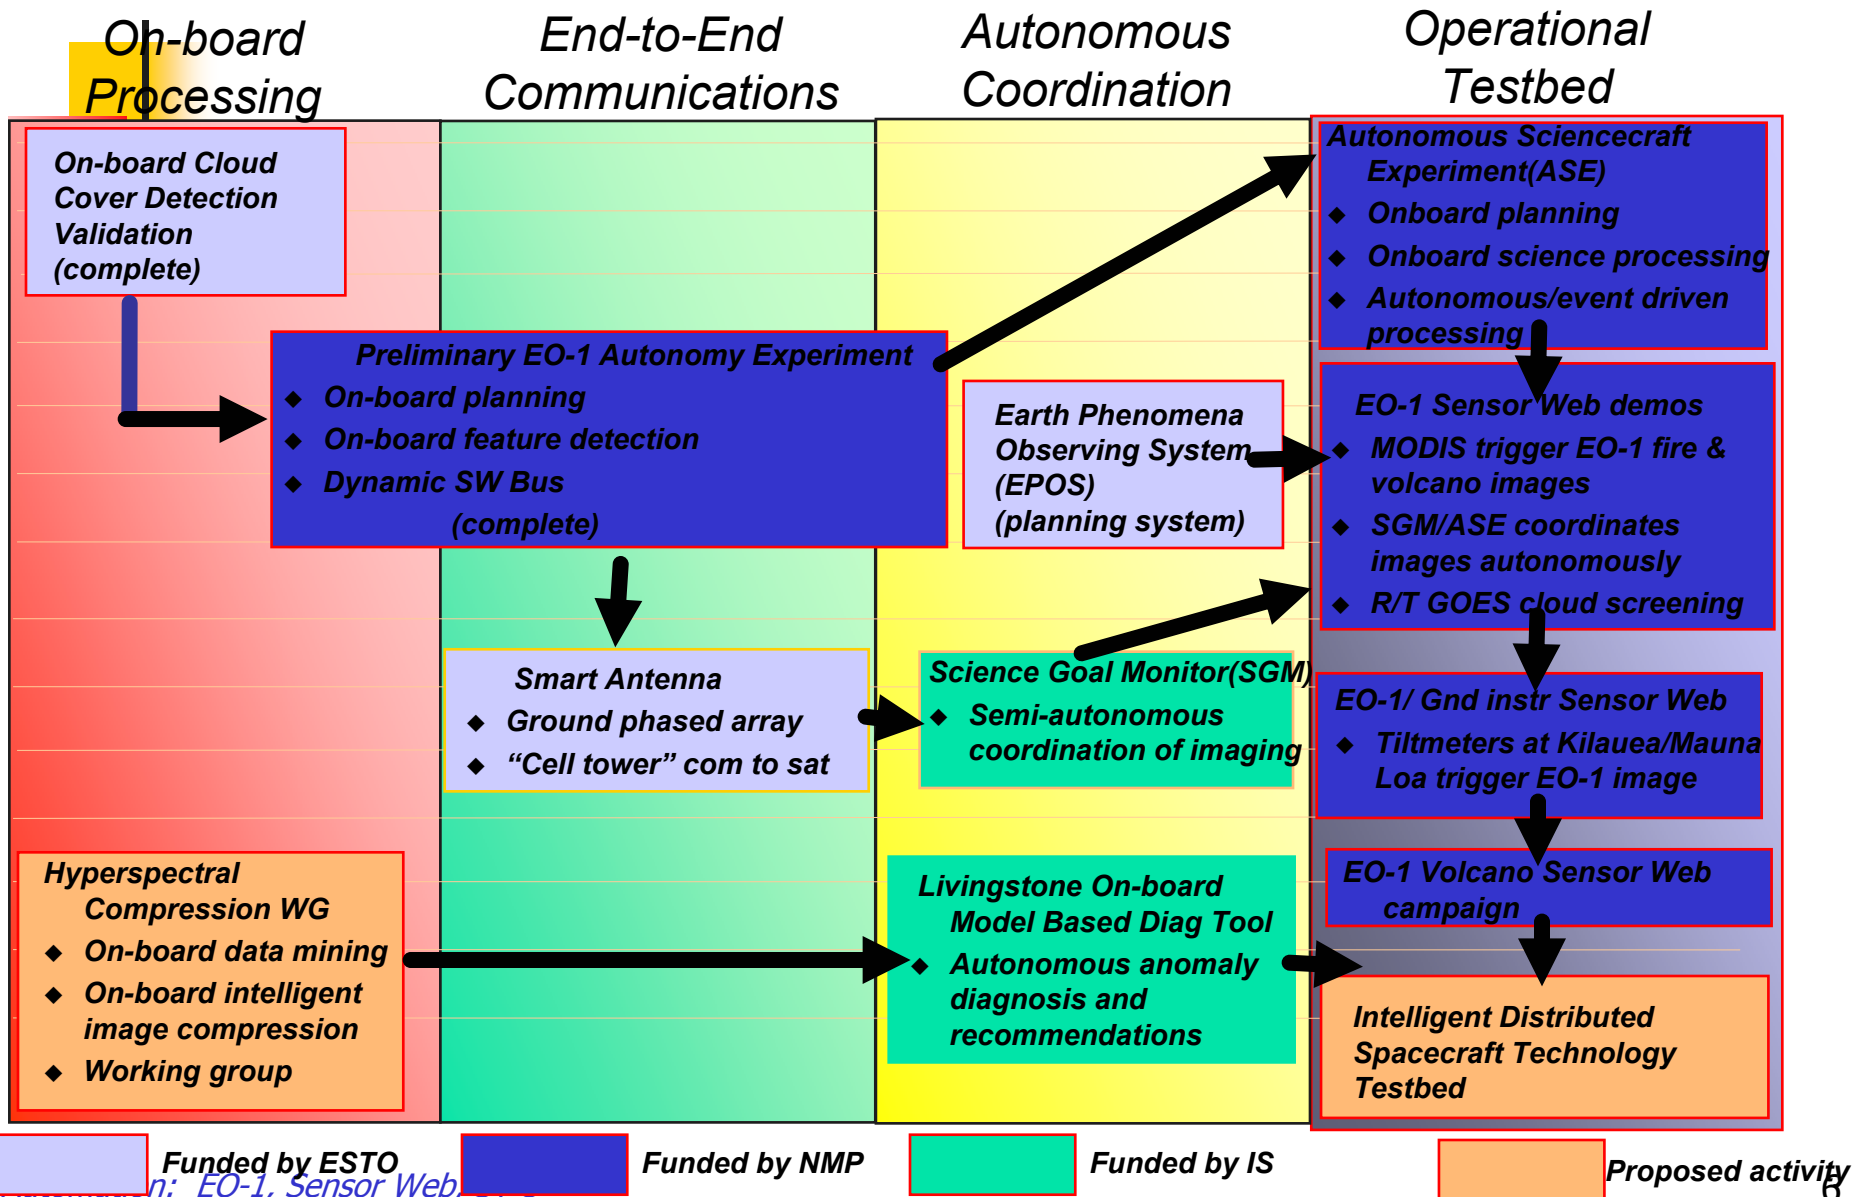 On-board
Processing
End-to-End
Communications
Autonomous
Coordination
Operational
Testbed
On-board Cloud
Cover Detection
Validation
(complete)
Preliminary EO-1 Autonomy Experiment
◆ On-board planning
◆ On-board feature detection
◆ Dynamic SW Bus
(complete)
Smart Antenna
◆ Ground phased array
◆ “Cell tower” com to sat
Hyperspectral
Compression WG
◆ On-board data mining
◆ On-board intelligent
image compression
◆ Working group
Earth Phenomena
Observing System
(EPOS)
(planning system)
Science Goal Monitor(SGM)
◆ Semi-autonomous
coordination of imaging
Livingstone On-board
Model Based Diag Tool
◆ Autonomous anomaly
diagnosis and
recommendations
Autonomous Sciencecraft
Experiment(ASE)
◆ Onboard planning
◆ Onboard science processing
◆ Autonomous/event driven
processing
EO-1 Sensor Web demos
◆ MODIS trigger EO-1 fire &
volcano images
◆ SGM/ASE coordinates
images autonomously
◆ R/T GOES cloud screening
EO-1/ Gnd instr Sensor Web
◆ Tiltmeters at Kilauea/Mauna
Loa trigger EO-1 image
EO-1 Volcano Sensor Web
campaign
Intelligent Distributed
Spacecraft Technology
Testbed
Funded by ESTO
Funded by NMP
Funded by IS
Proposed activity
EO-1, Sensor Web,
6